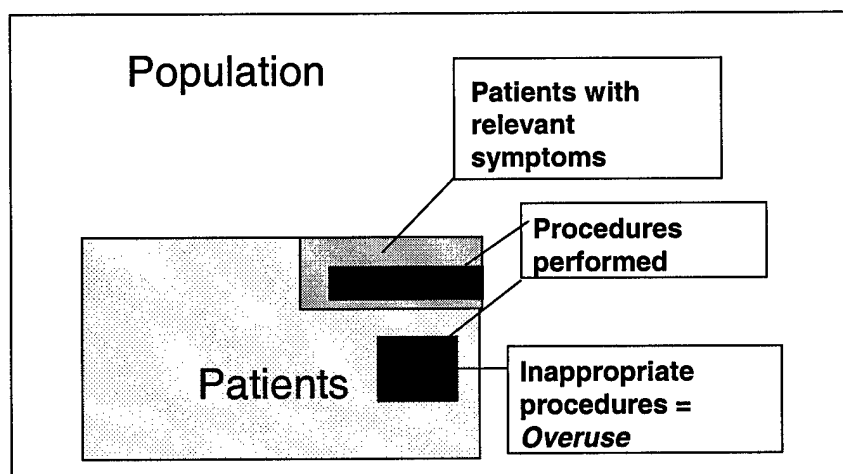 Population
Patients with
relevant
symptoms
Procedures
performed
Patients
Inappropriate
procedures =
Overuse